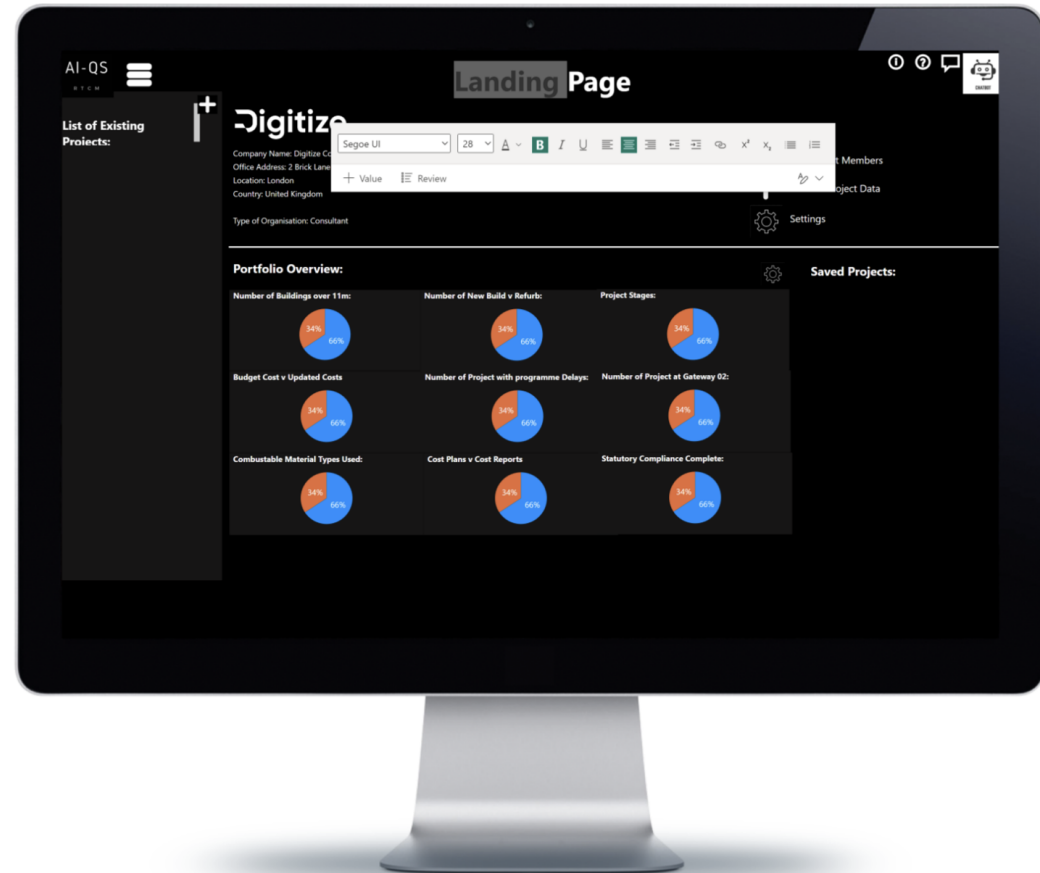 AI-QS
RTCM
Landing Page
CHATBOT
List of Existing
Projects:
Digitize
Company Name: Digitize Co
Office Address: 2 Brick Lane
Location: London
Country: United Kingdom
Type of Organisation: Consultant
Segoe UI
28
A
B
I
U
x²
x₂
+ Value
Review
Members
oject Data
Settings
Portfolio Overview:
Saved Projects:
Number of Buildings over 11m:
Number of New Build v Refurb:
Project Stages:
34%
66%
34%
66%
34%
66%
Budget Cost v Updated Costs
Number of Project with programme Delays:
Number of Project at Gateway 02:
34%
66%
34%
66%
34%
66%
Combustable Material Types Used:
Cost Plans v Cost Reports
Statutory Compliance Complete:
34%
66%
34%
66%
34%
66%